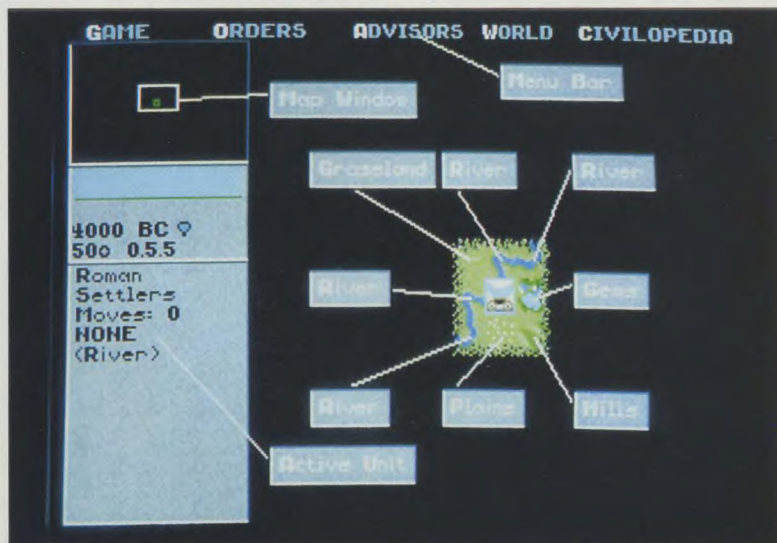 GAME ORDERS ADVISORS WORLD CIVILOPEDIA
Menu Bar
Map Window
Grassland River River
4000 BC
50o 0.5.5
Roman
Settlers
Moves: 0
NONE
(River)
River
Gems
River Plains Hills
Active Unit